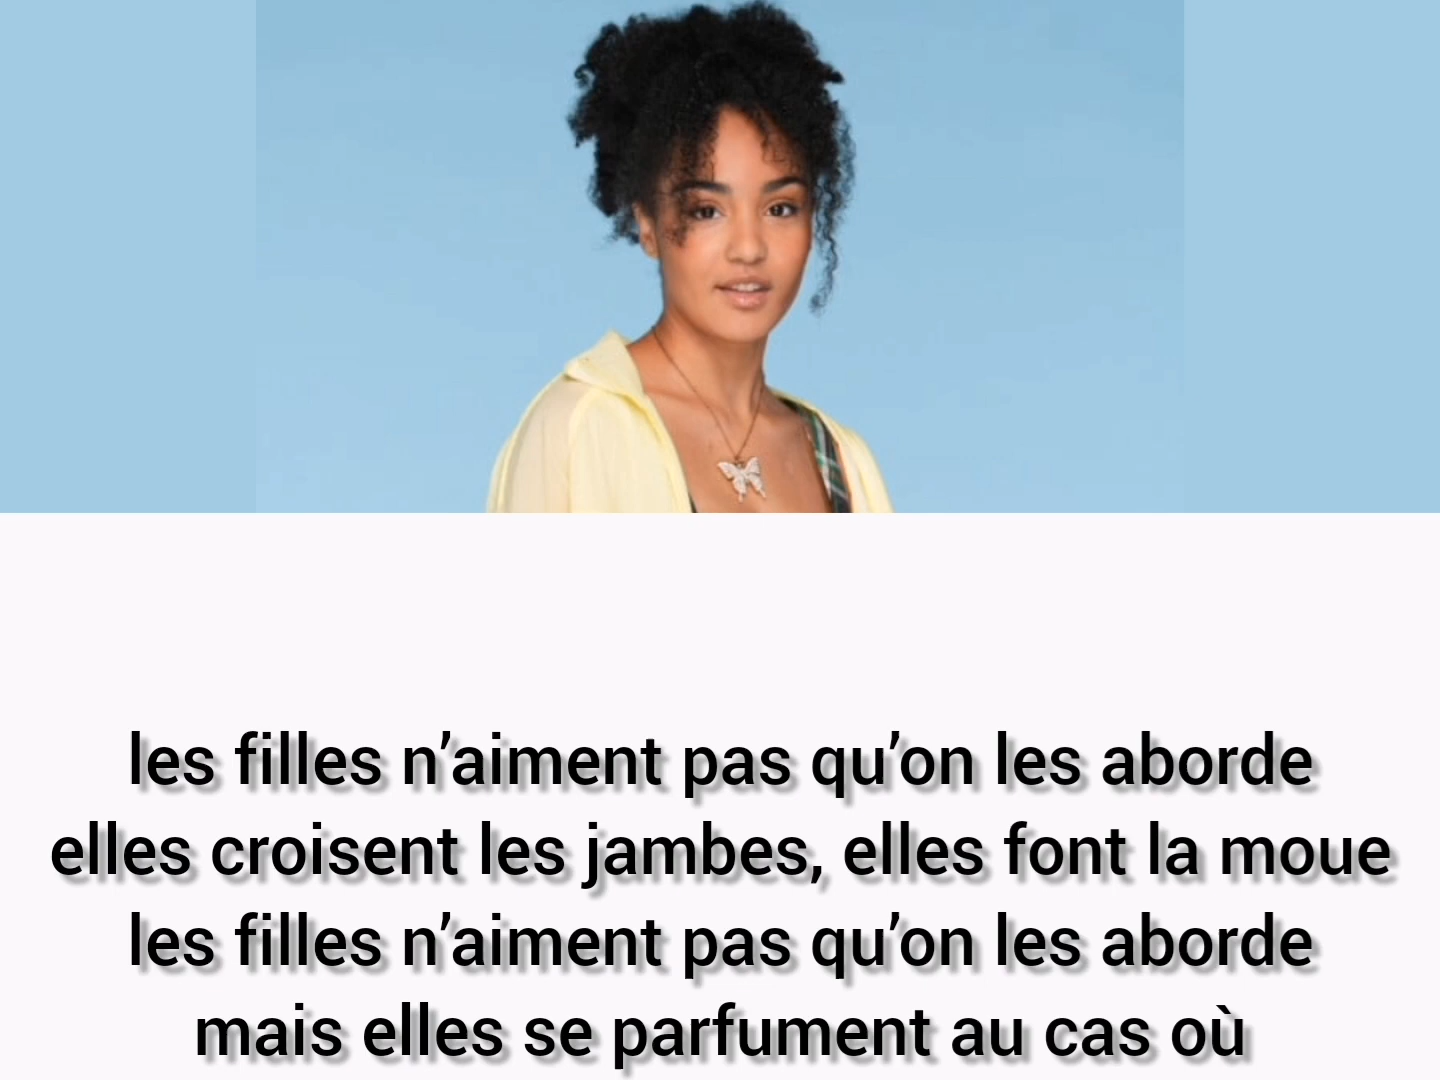 les filles n’aiment pas qu’on les aborde
elles croisent les jambes, elles font la moue
les filles n’aiment pas qu’on les aborde
mais elles se parfument au cas où